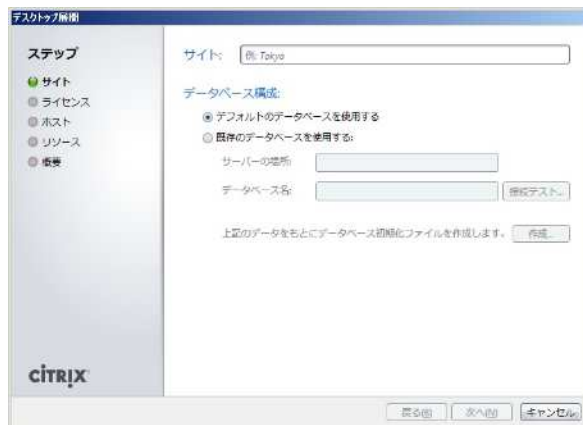 デスクトップ展開
ステップ
サイト
ライセンス
ホスト
リソース
概要
サイト: 例: Tokyo
データベース構成:
デフォルトのデータベースを使用する
既存のデータベースを使用する:
サーバーの場所:
データベース名: 接続テスト...
上記のデータをもとにデータベース初期化ファイルを作成します。 作成...
CITRIX
戻る(B) 次へ(N) キャンセル